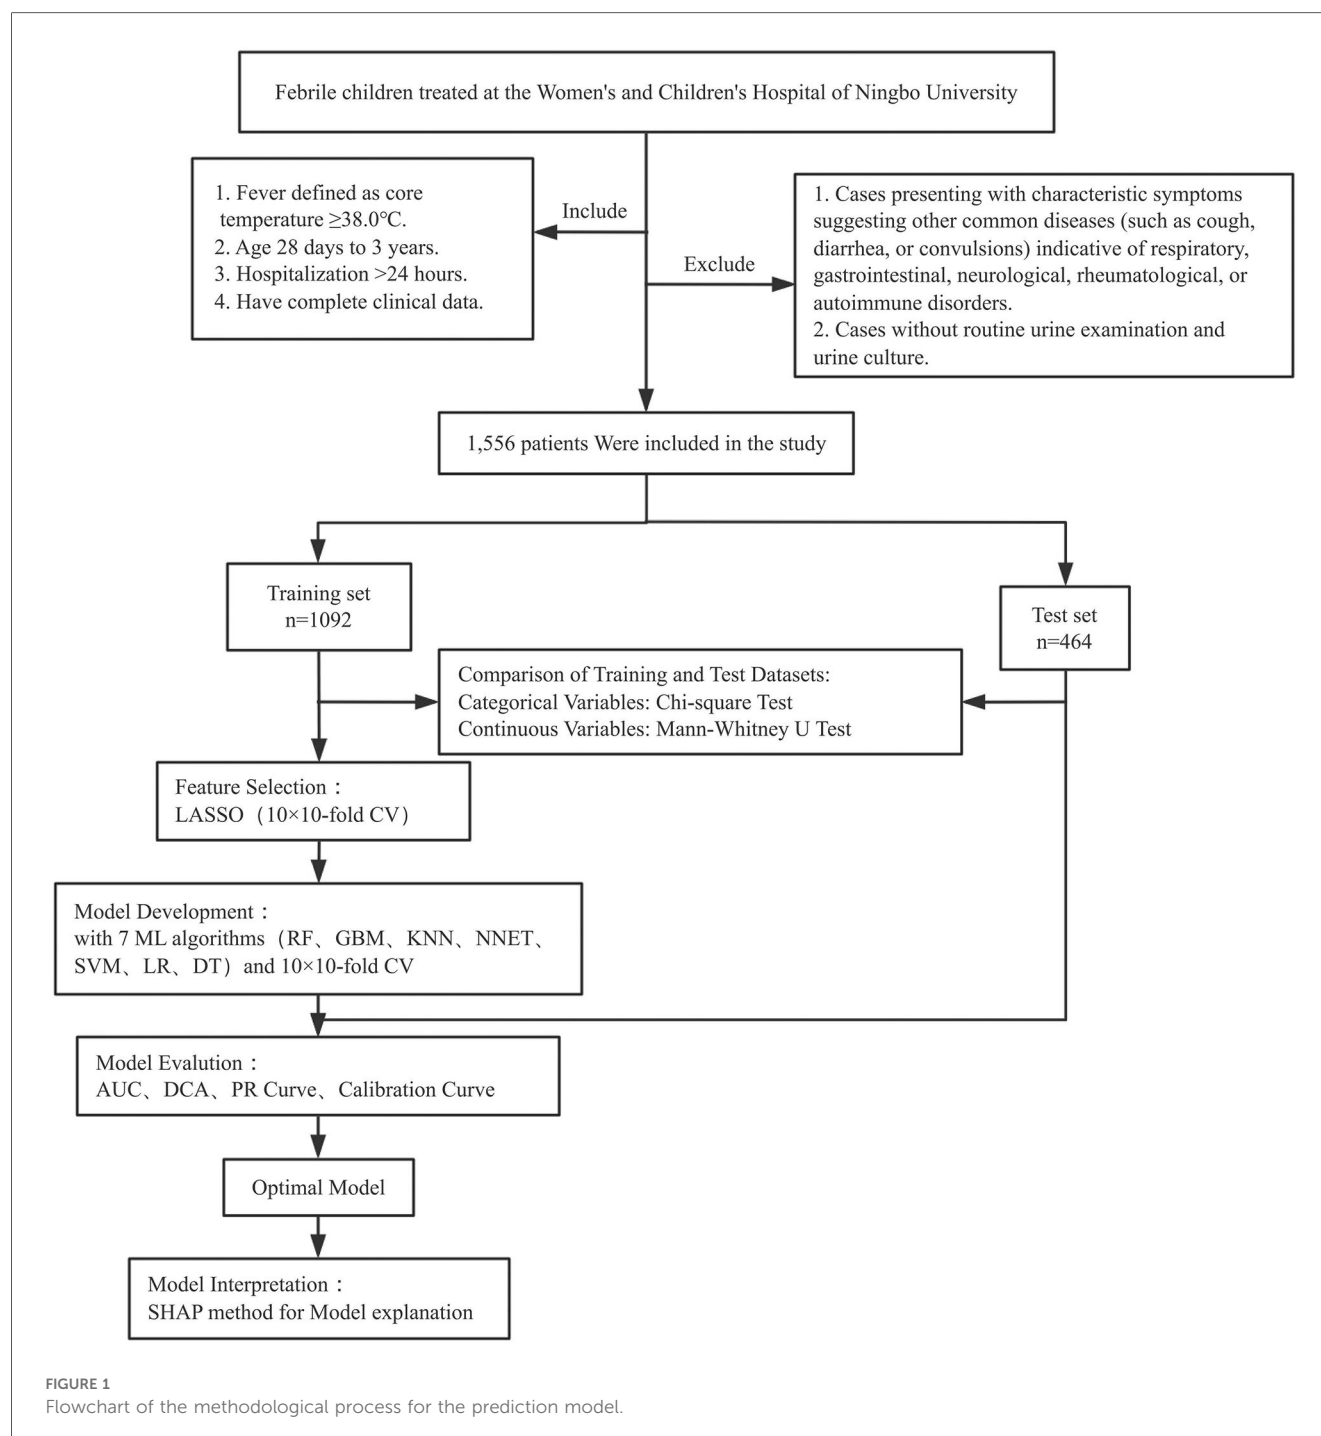 Febrile children treated at the Women's and Children's Hospital of Ningbo University
1. Fever defined as core
temperature ≥38.0℃.
2. Age 28 days to 3 years.
3. Hospitalization >24 hours.
4. Have complete clinical data.
Include
Exclude
1. Cases presenting with characteristic symptoms
suggesting other common diseases (such as cough,
diarrhea, or convulsions) indicative of respiratory,
gastrointestinal, neurological, rheumatological, or
autoimmune disorders.
2. Cases without routine urine examination and
urine culture.
1,556 patients Were included in the study
Training set
n=1092
Test set
n=464
Comparison of Training and Test Datasets:
Categorical Variables: Chi-square Test
Continuous Variables: Mann-Whitney U Test
Feature Selection：
LASSO（10×10-fold CV）
Model Development：
with 7 ML algorithms（RF、GBM、KNN、NNET、
SVM、LR、DT）and 10×10-fold CV
Model Evalution：
AUC、DCA、PR Curve、Calibration Curve
Optimal Model
Model Interpretation：
SHAP method for Model explanation
FIGURE 1
Flowchart of the methodological process for the prediction model.